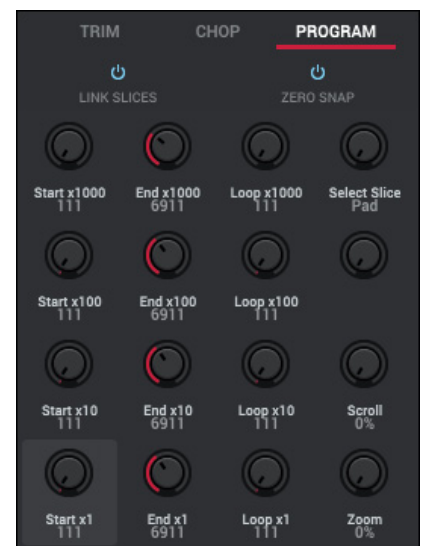 TRIM CHOP PROGRAM
LINK SLICES ZERO SNAP
Start x1000 End x1000 Loop x1000 Select Slice
111 6911 111 Pad
Start x100 End x100 Loop x100
111 6911 111
Start x10 End x10 Loop x10 Scroll
111 6911 111 0%
Start x1 End x1 Loop x1 Zoom
111 6911 111 0%